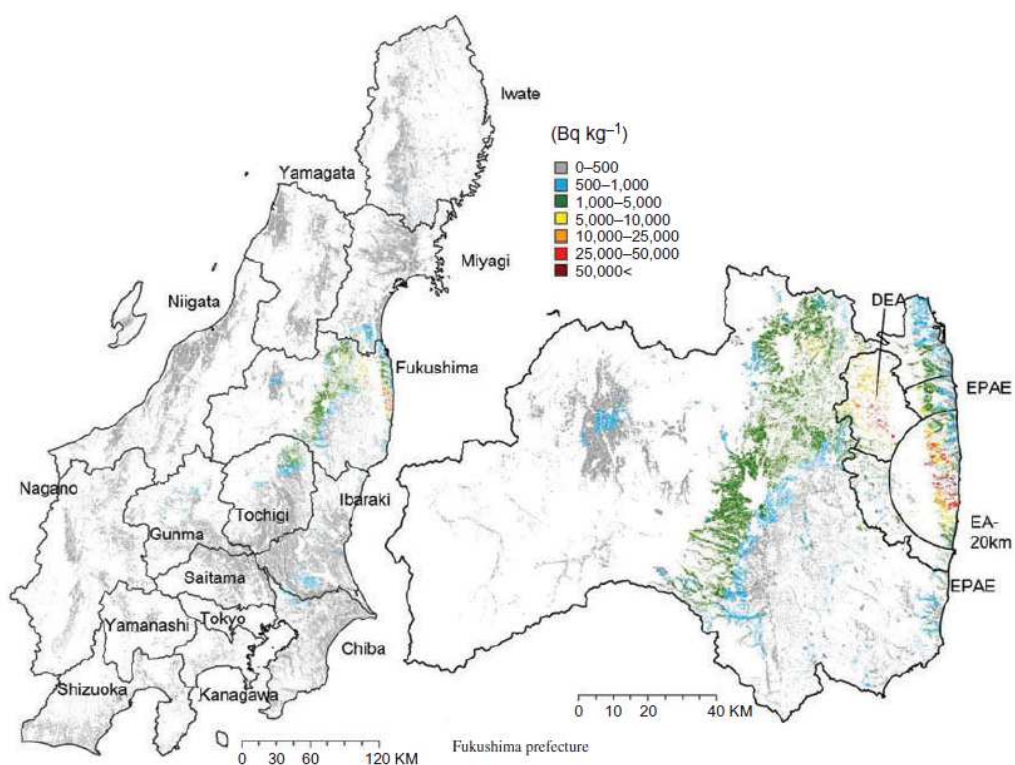 Iwate
(Bq kg⁻¹)
0–500
500–1,000
1,000–5,000
5,000–10,000
10,000–25,000
25,000–50,000
50,000<
Yamagata
Miyagi
Niigata
Fukushima
DEA
EPAE
Nagano
Ibaraki
Tochigi
Gunma
EA-
20km
Saitama
EPAE
Tokyo
Yamanashi
Chiba
Shizuoka
Kanagawa
0 10 20 40 KM
0 30 60 120 KM
Fukushima prefecture